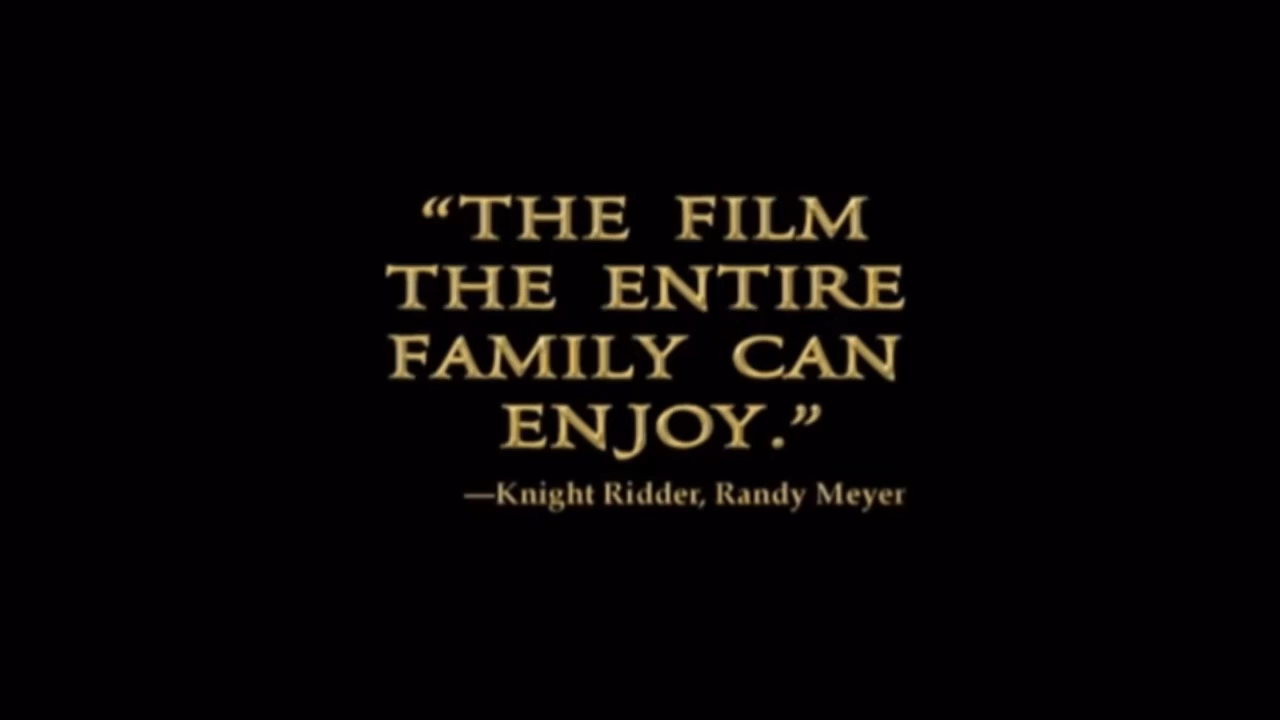 “THE FILM
THE ENTIRE
FAMILY CAN
ENJOY.”
—Knight Ridder, Randy Meyer